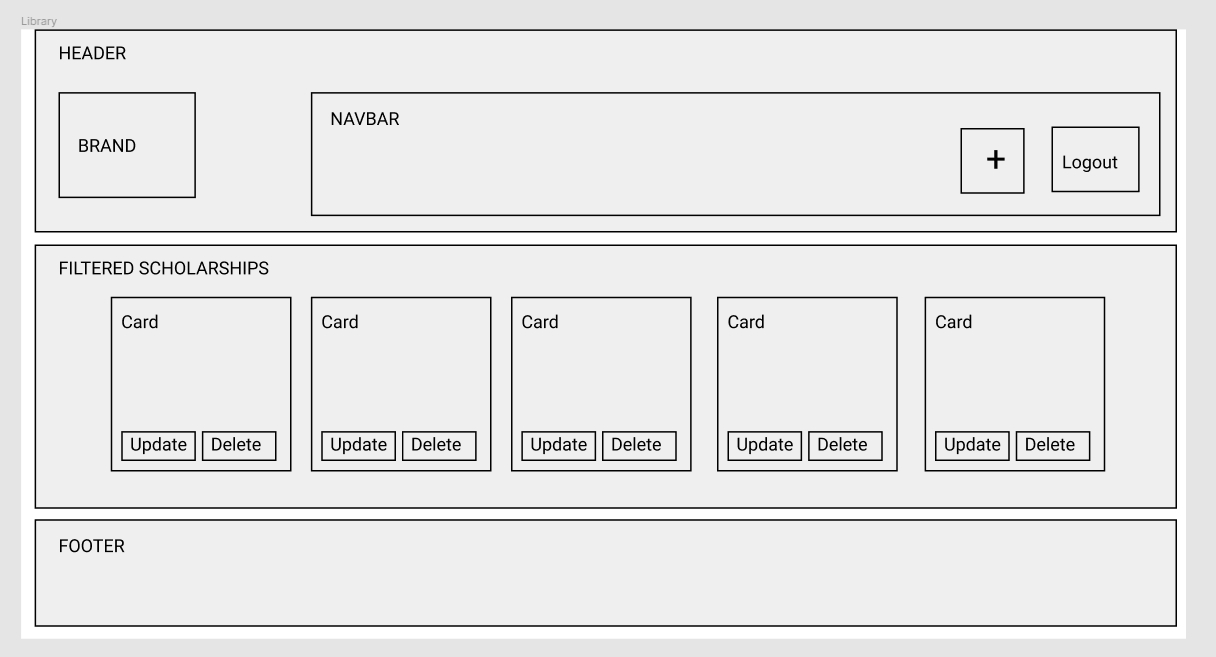 Library
HEADER
BRAND
NAVBAR
+
Logout
FILTERED SCHOLARSHIPS
Card
Update Delete
Card
Update Delete
Card
Update Delete
Card
Update Delete
Card
Update Delete
FOOTER